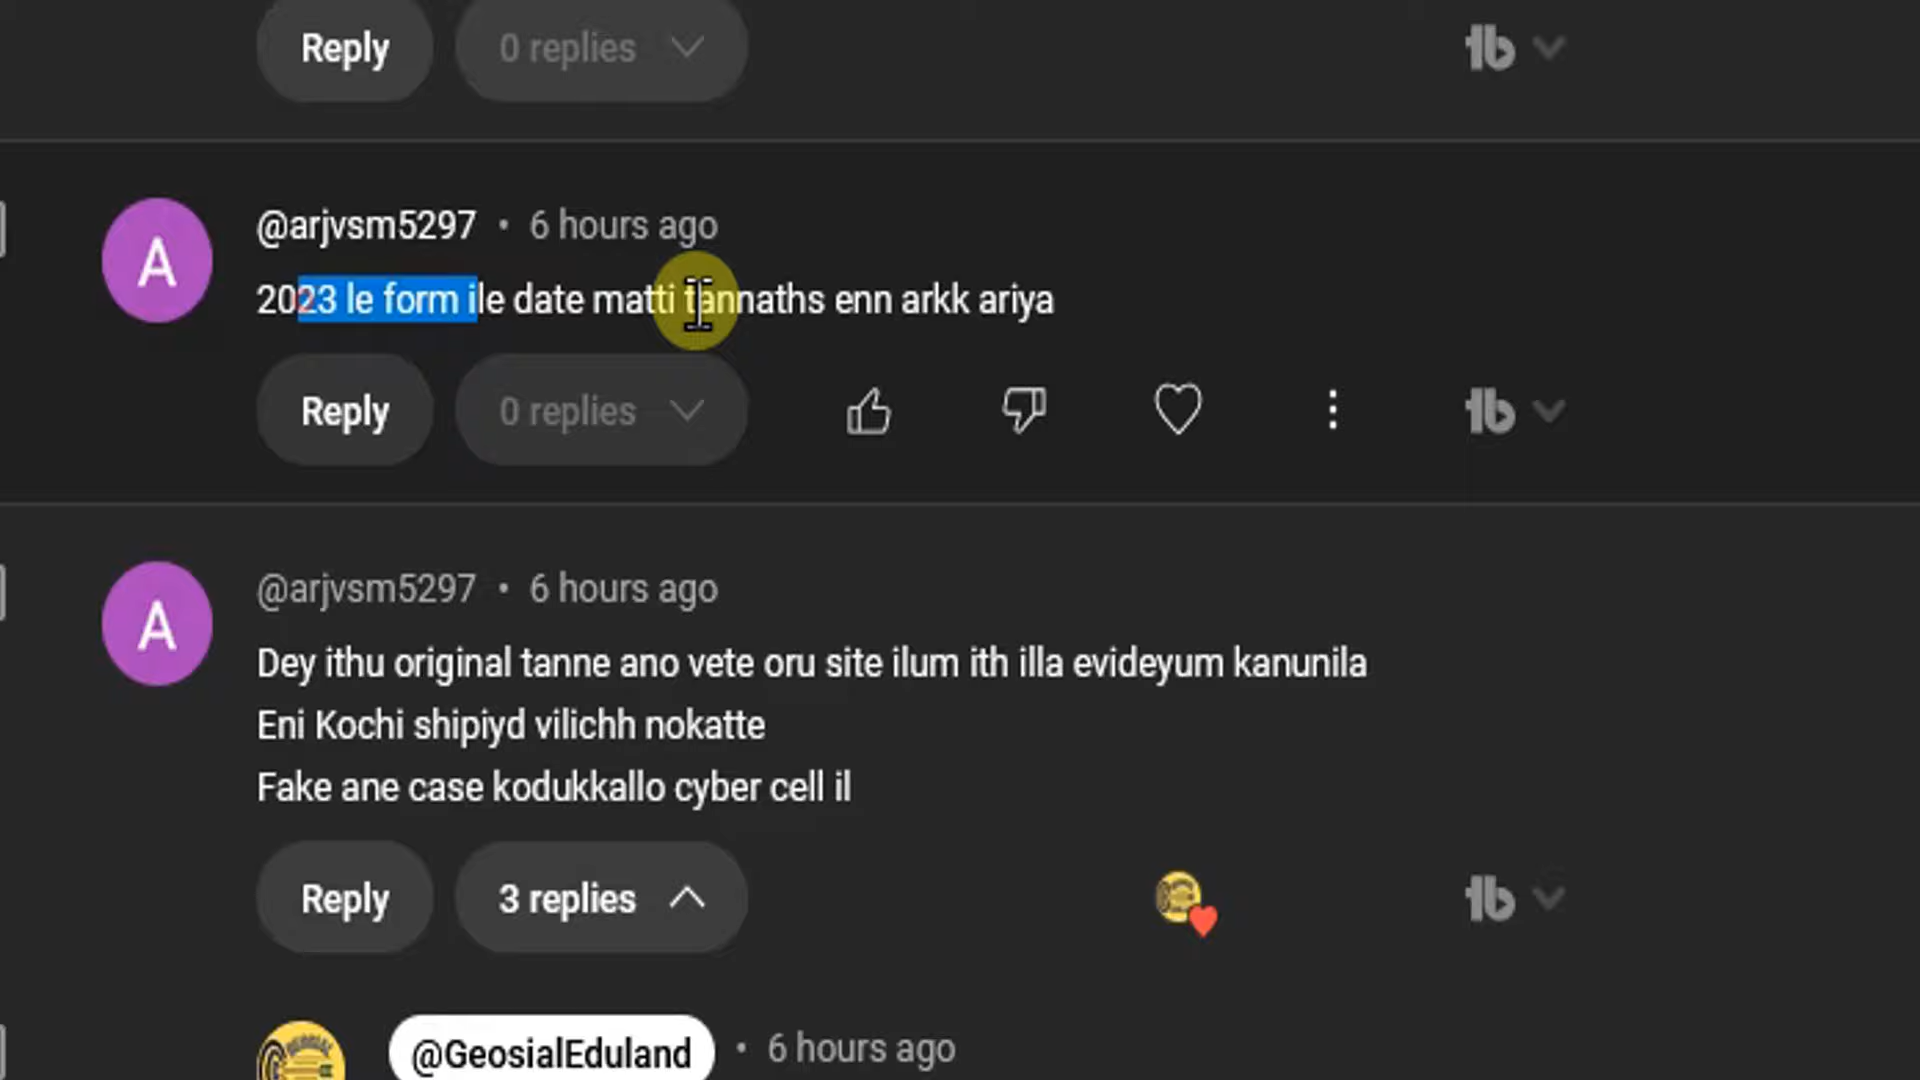 Reply 0 replies
@arjvsm5297 • 6 hours ago
A
2023 le form ile date matti tannaths enn arkk ariya
Reply 0 replies
@arjvsm5297 • 6 hours ago
A
Dey ithu original tanne ano vete oru site ilum ith illa evideyum kanunila
Eni Kochi shipiyd vilichh nokatte
Fake ane case kodukkallo cyber cell il
Reply 3 replies
@GeosialEduland • 6 hours ago